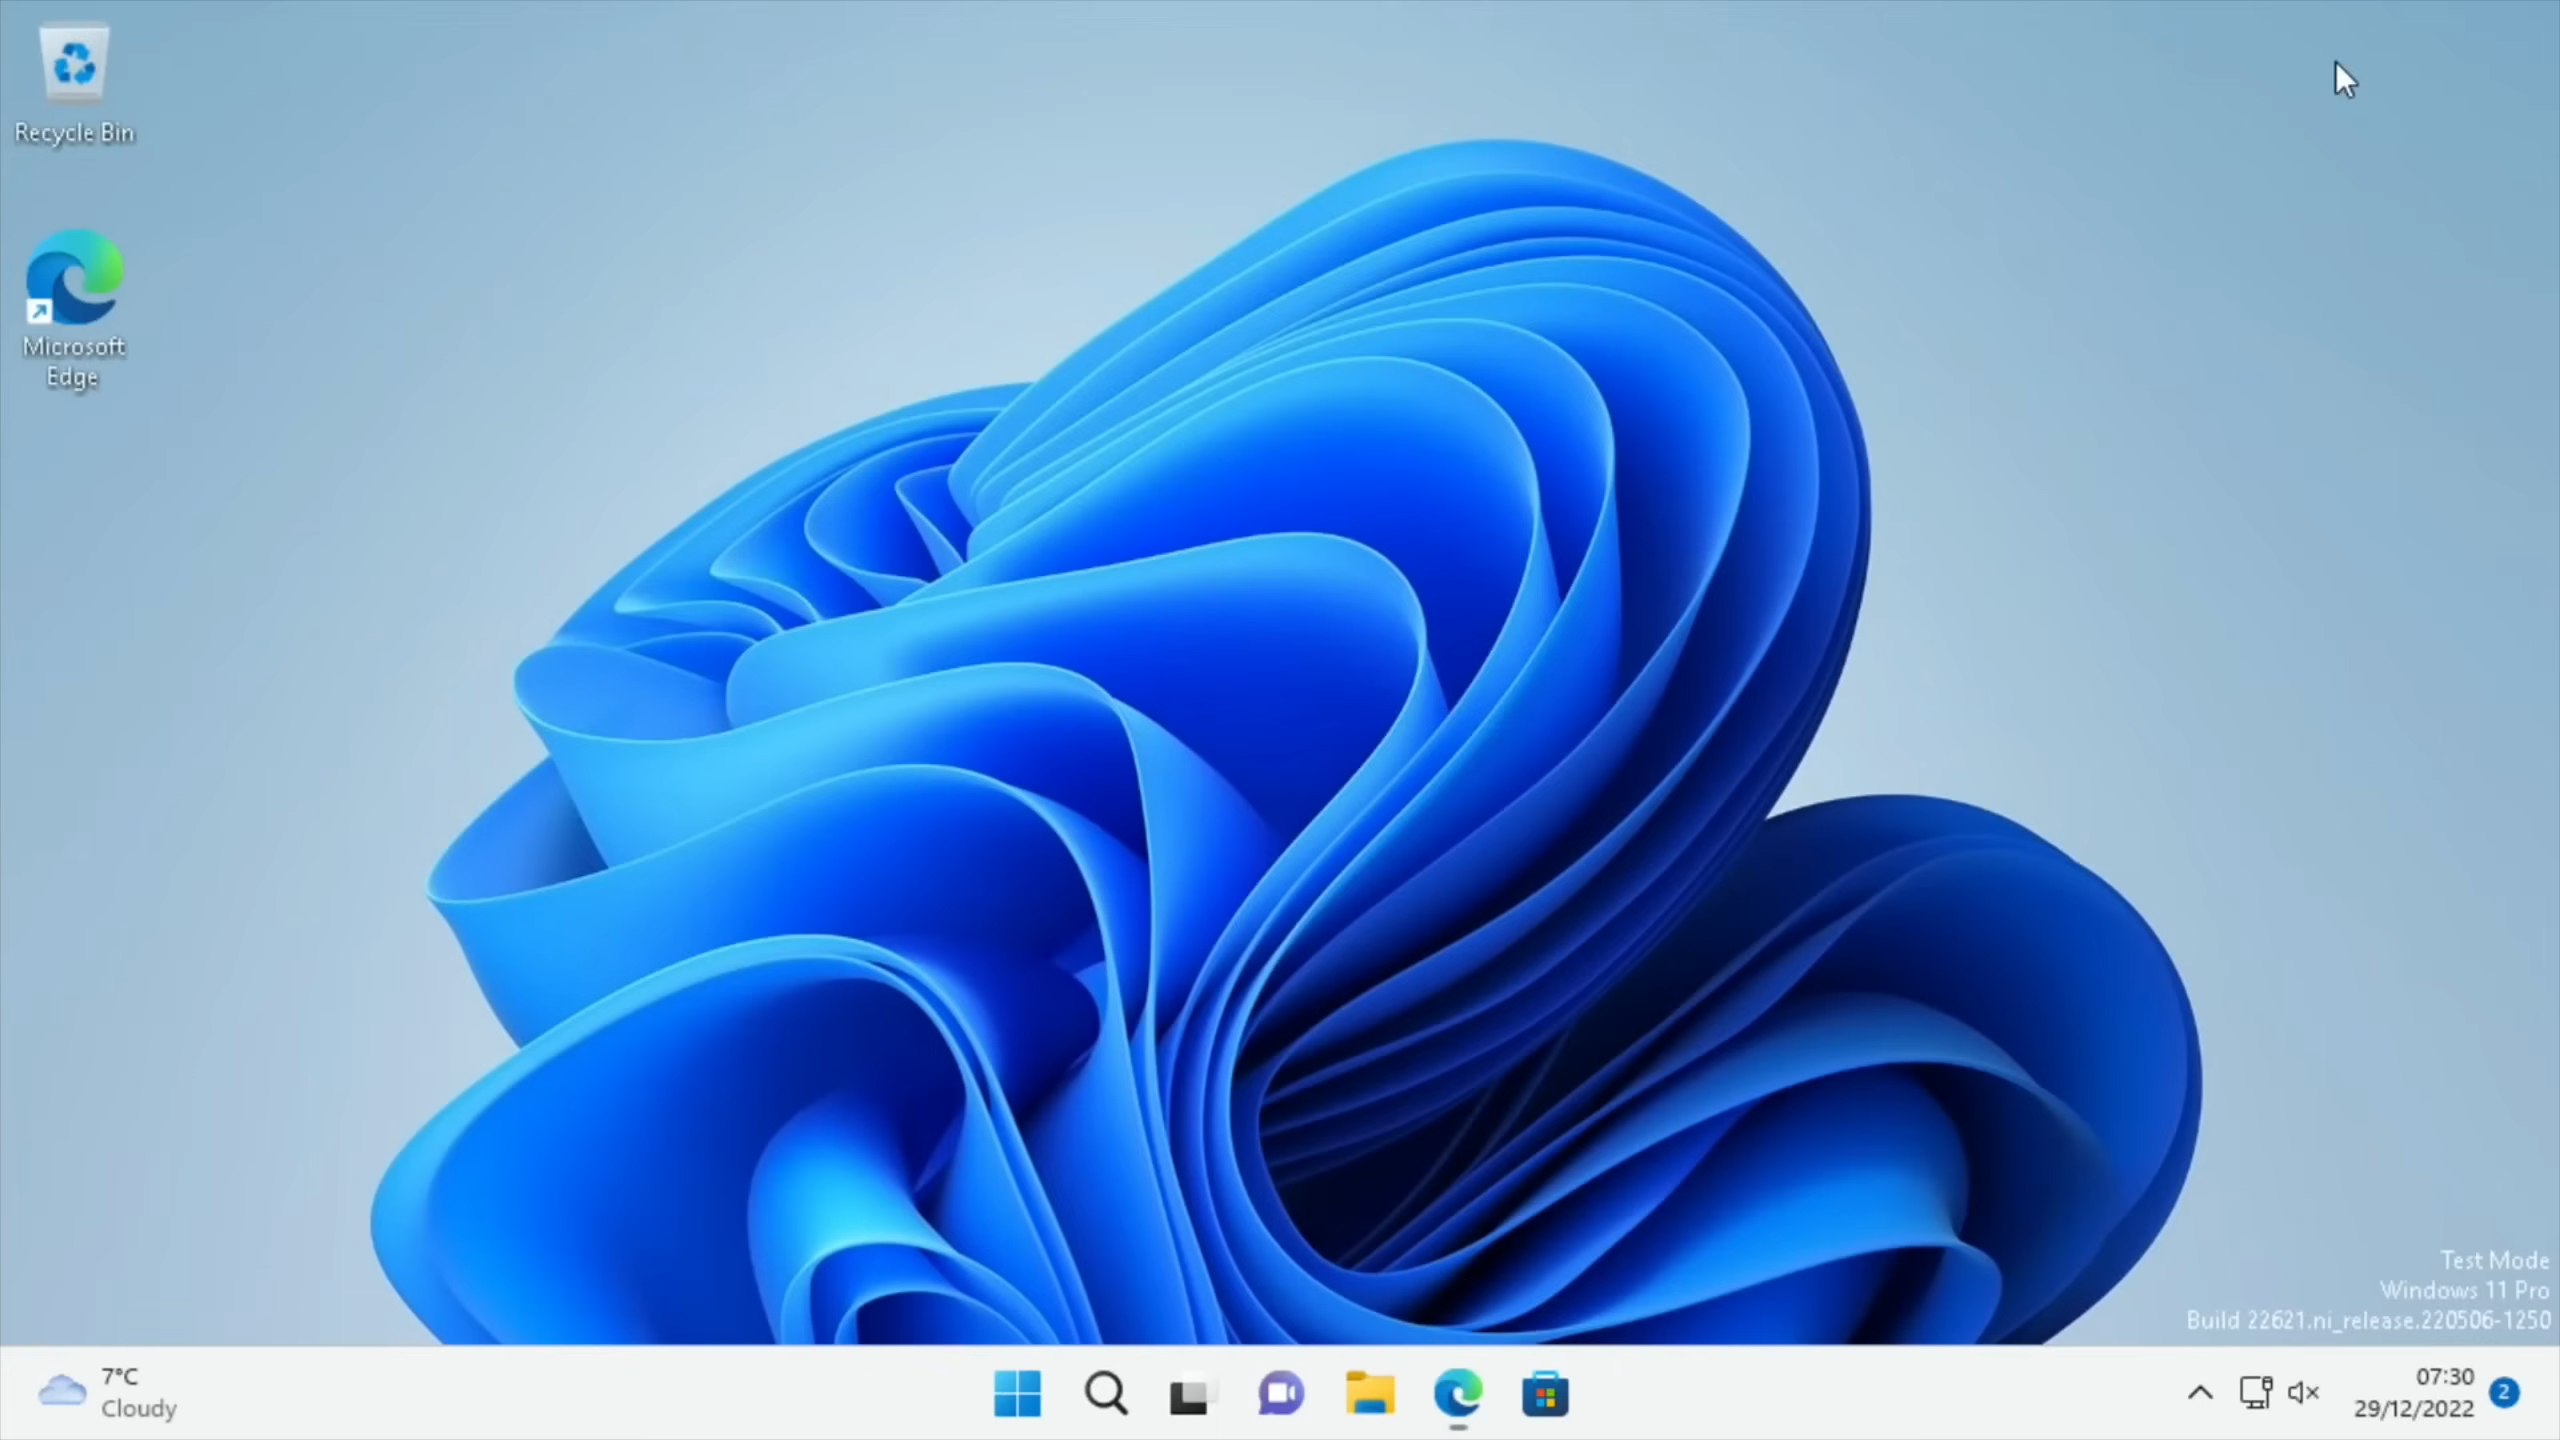 Recycle Bin
Microsoft
Edge
Test Mode
Windows 11 Pro
Build 22621.ni_release.220506-1250
7°C
Cloudy
07:30
29/12/2022
2